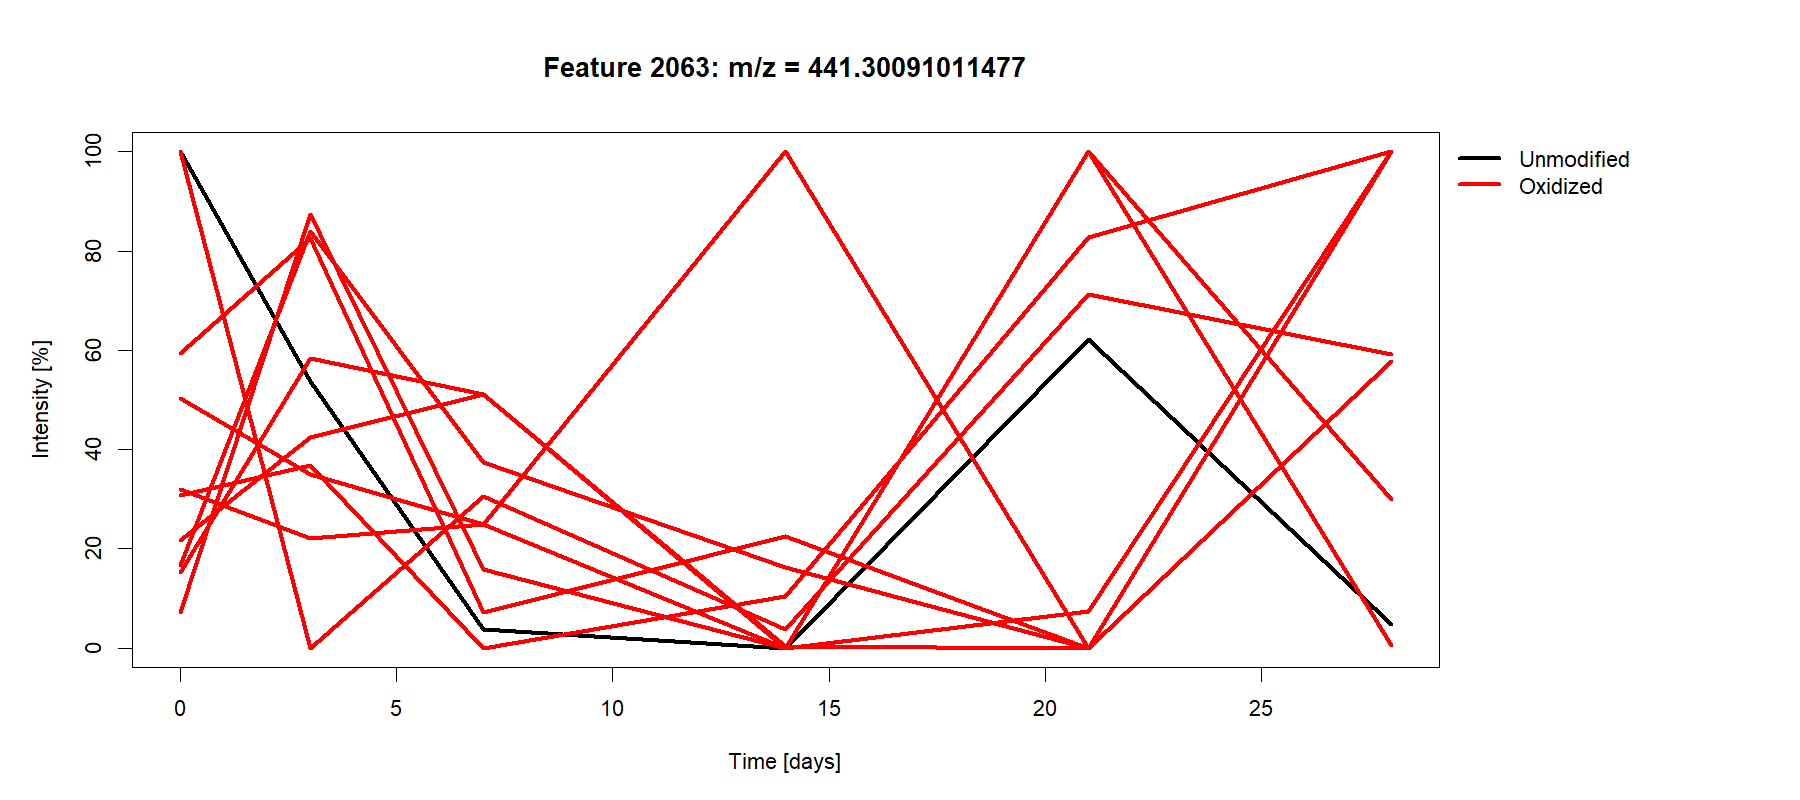 Feature 2063: m/z = 441.30091011477
Unmodified
Oxidized
100
80
60
40
20
0
Intensity [%]
0 5 10 15 20 25
Time [days]